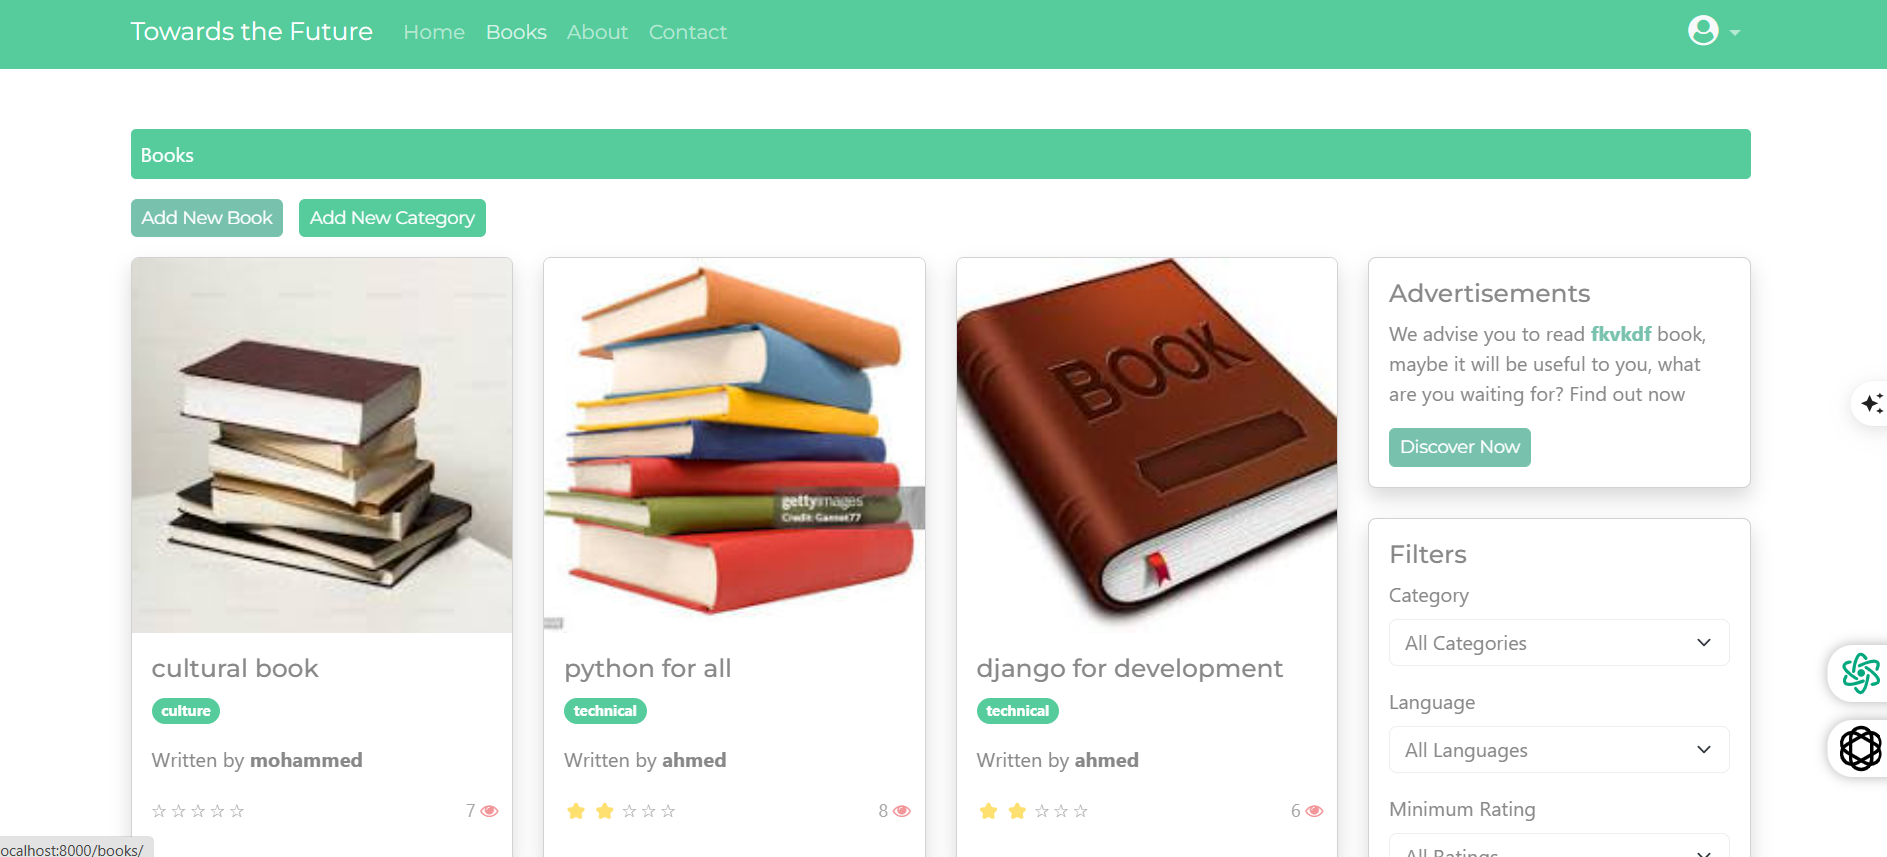 Towards the Future Home Books About Contact
Books
Add New Book Add New Category
BOOK
gettyimages
Credit: Gannet77
cultural book
culture
Written by mohammed
7
python for all
technical
Written by ahmed
8
django for development
technical
Written by ahmed
6
Advertisements
We advise you to read fkvkdf book,
maybe it will be useful to you, what
are you waiting for? Find out now
Discover Now
Filters
Category
All Categories
Language
All Languages
Minimum Rating
All Ratings
ocalhost:8000/books/